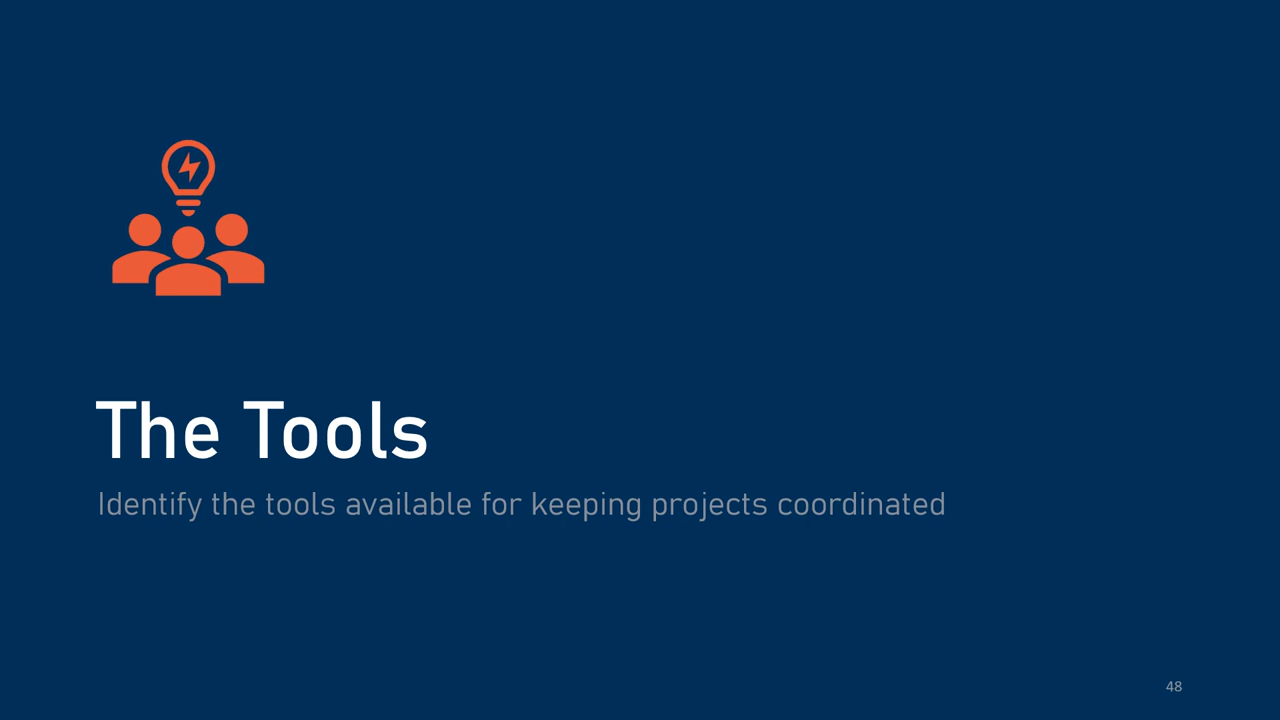 The Tools
Identify the tools available for keeping projects coordinated
48